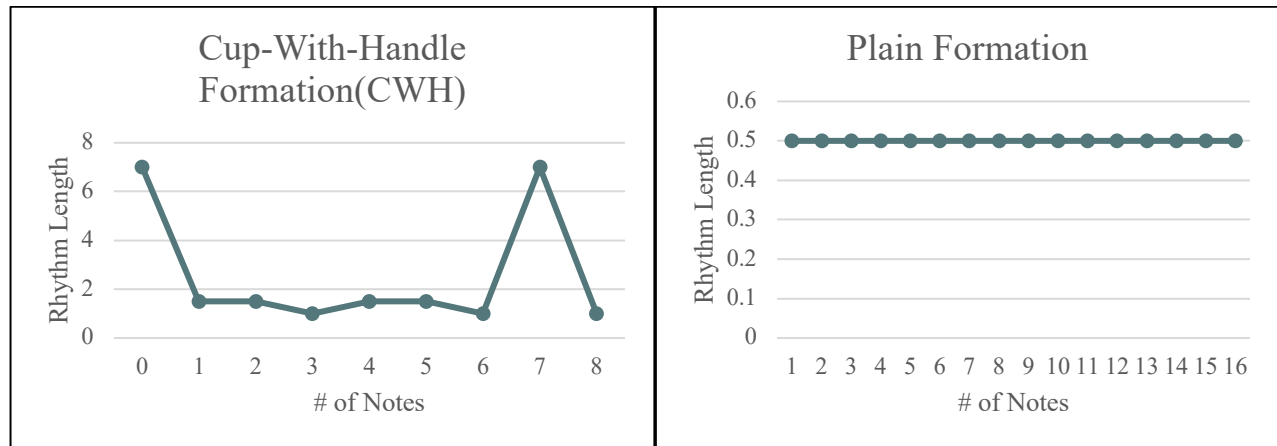 Cup-With-Handle
Formation(CWH)
8
6
4
2
0
Rhythm Length
0 1 2 3 4 5 6 7 8
# of Notes
Plain Formation
0.6
0.5
0.4
0.3
0.2
0.1
0
Rhythm Length
1 2 3 4 5 6 7 8 9 10 11 12 13 14 15 16
# of Notes